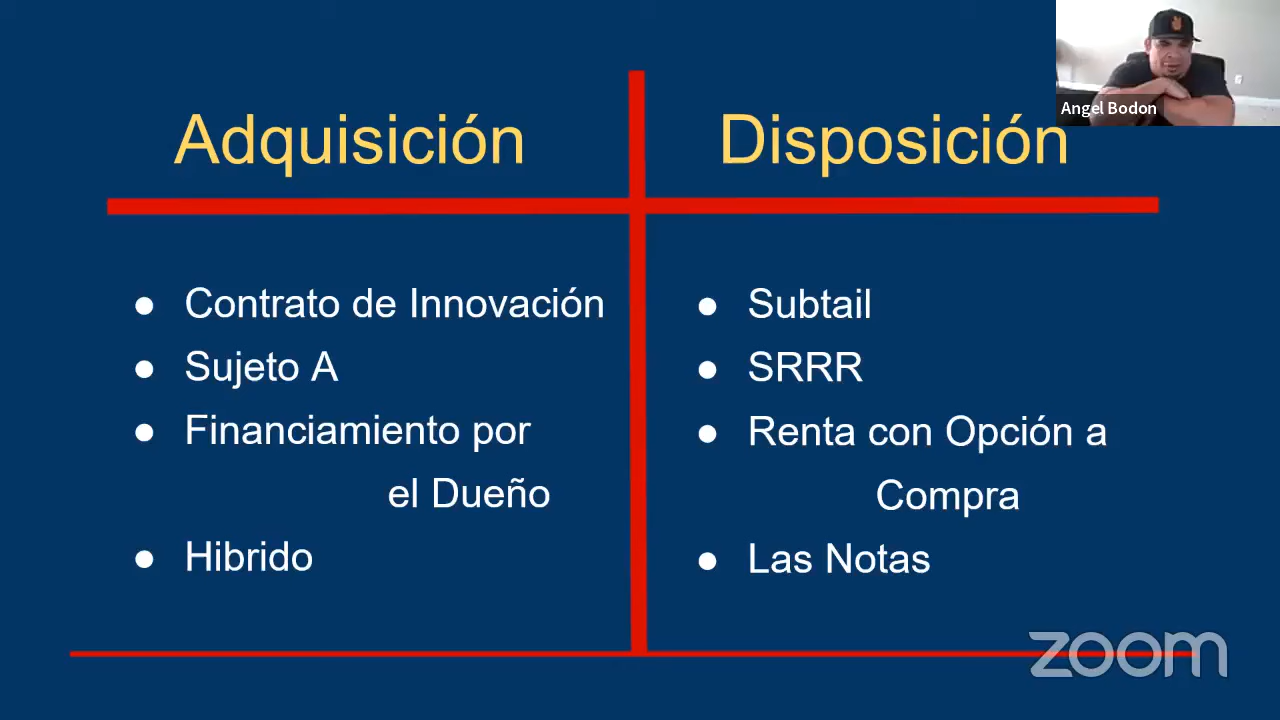 Adquisición
Disposición
Angel Bodon
● Contrato de Innovación
● Sujeto A
● Financiamiento por
el Dueño
● Hibrido
● Subtail
● SRRR
● Renta con Opción a
Compra
● Las Notas
zoom